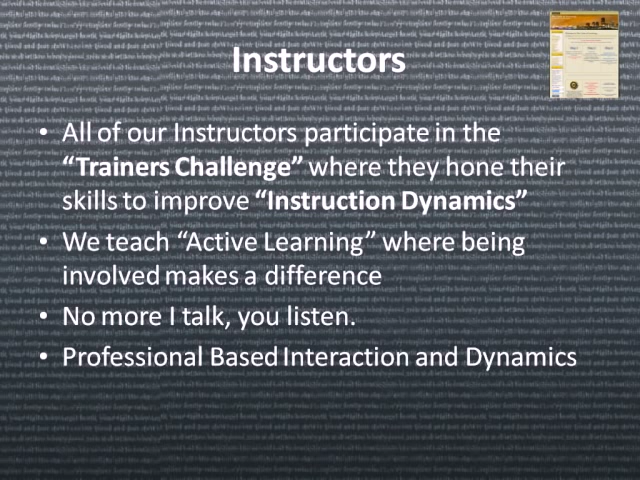 Instructors
• All of our Instructors participate in the
“Trainers Challenge” where they hone their
skills to improve “Instruction Dynamics”
• We teach “Active Learning” where being
involved makes a difference
• No more I talk, you listen.
• Professional Based Interaction and Dynamics